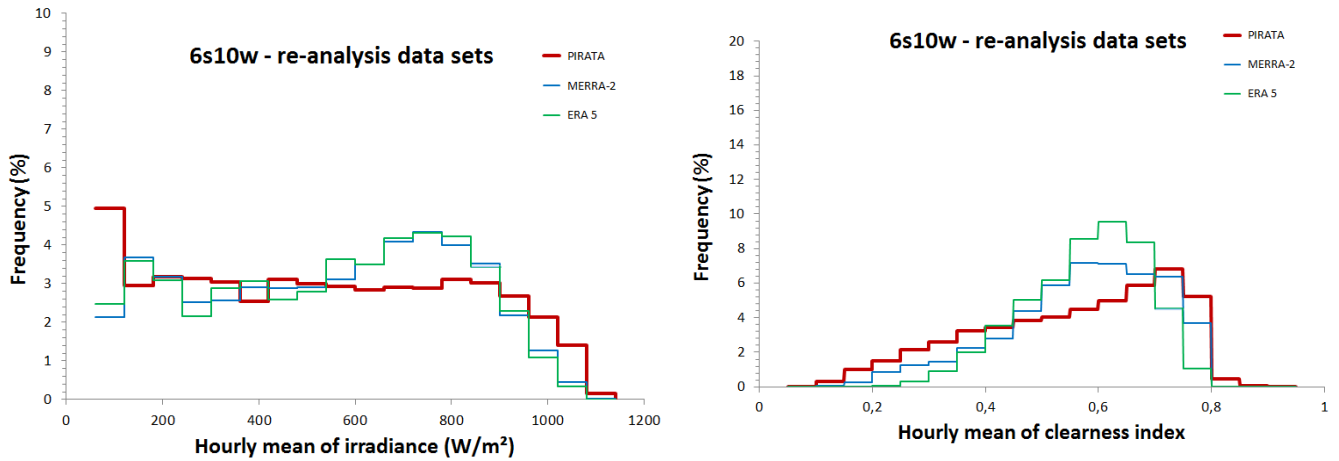 6s10w - re-analysis data sets
PIRATA
MERRA-2
ERA 5
Frequency (%)
10
9
8
7
6
5
4
3
2
1
0
0
200
400
600
800
1000
1200
Hourly mean of irradiance (W/m²)
6s10w - re-analysis data sets
PIRATA
MERRA-2
ERA 5
Frequency (%)
20
18
16
14
12
10
8
6
4
2
0
0
0,2
0,4
0,6
0,8
1
Hourly mean of clearness index